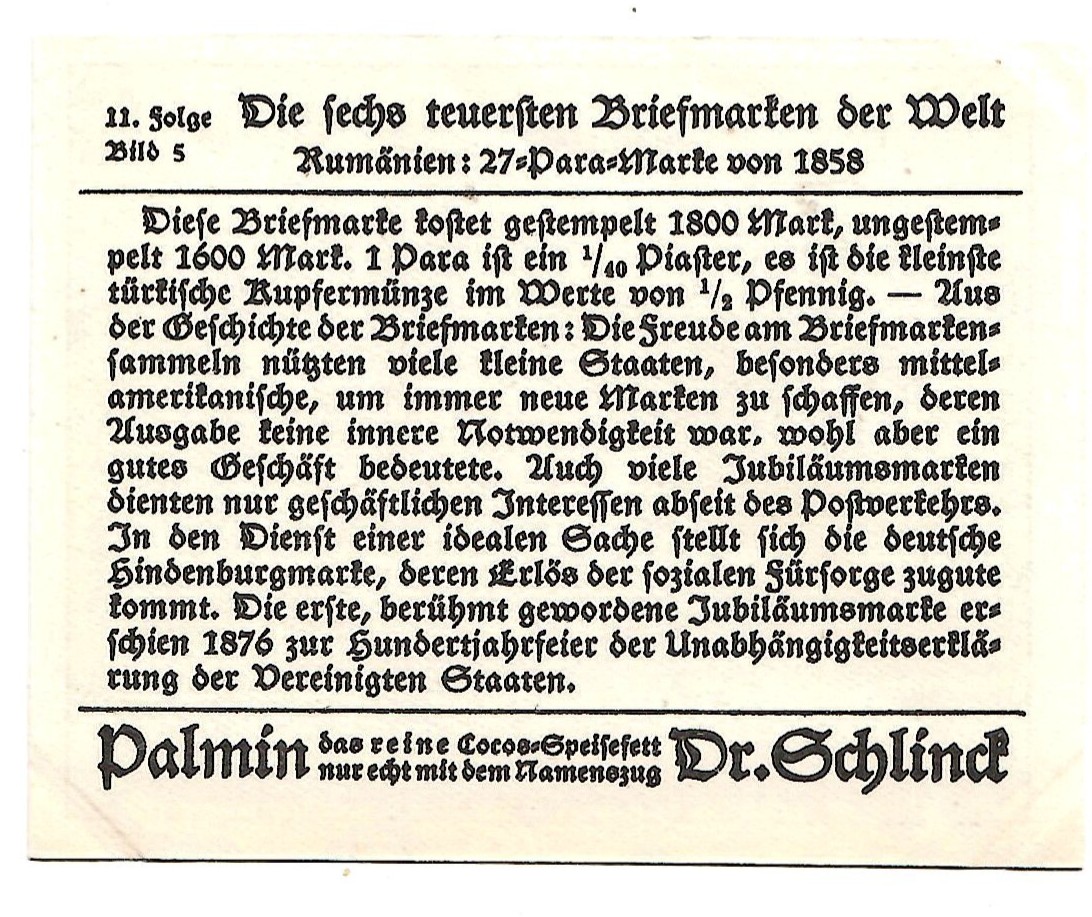 11. Folge Die sechs teuersten Briefmarken der Welt
Bild 5 Rumänien: 27-Para-Marke von 1858
Diese Briefmarke kostet gestempelt 1800 Mark, ungestem-
pelt 1600 Mark. 1 Para ist ein 1/40 Piaster, es ist die kleinste
türkische Kupfermünze im Werte von 1/2 Pfennig. — Aus
der Geschichte der Briefmarken: Die Freude am Briefmarken-
sammeln nützten viele kleine Staaten, besonders mittel-
amerikanische, um immer neue Marken zu schaffen, deren
Ausgabe keine innere Notwendigkeit war, wohl aber ein
gutes Geschäft bedeutete. Auch viele Jubiläumsmarken
dienten nur geschäftlichen Interessen abseit des Postverkehrs.
In den Dienst einer idealen Sache stellt sich die deutsche
Hindenburgmarke, deren Erlös der sozialen Fürsorge zugute
kommt. Die erste, berühmt gewordene Jubiläumsmarke er-
schien 1876 zur Hundertjahrfeier der Unabhängigkeitserklä-
rung der Vereinigten Staaten.
Palmin das reine Cocos-Speisefett Dr. Schlinck
nur echt mit dem Namenszug